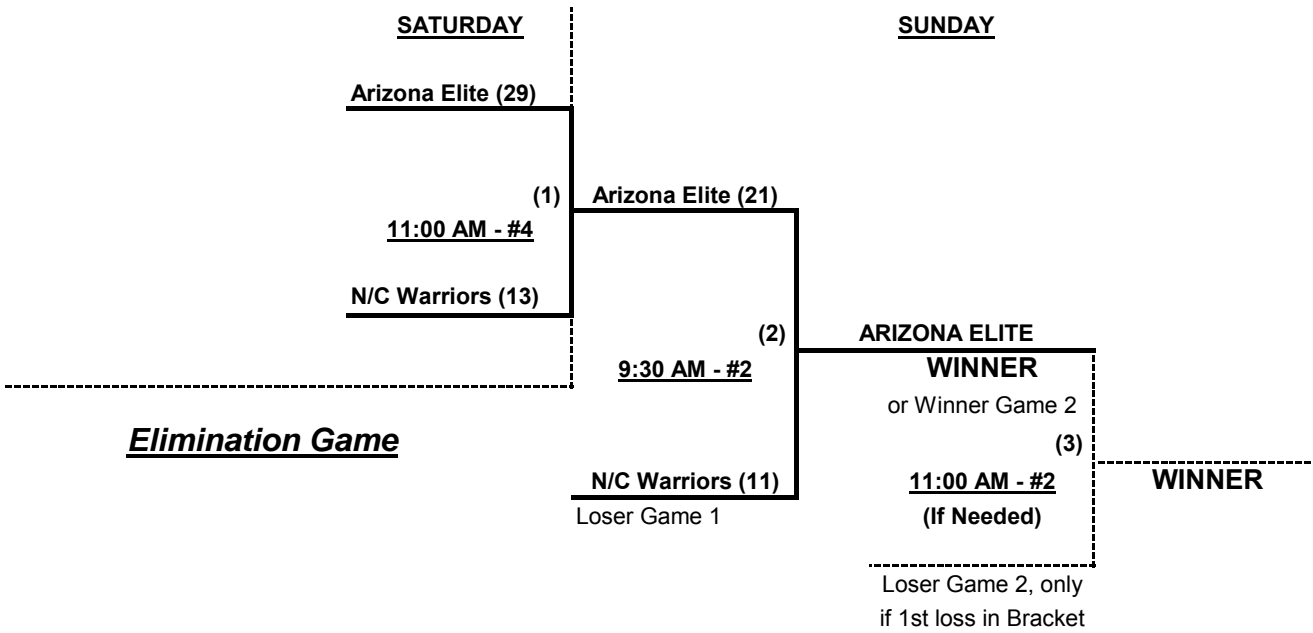 SATURDAY
SUNDAY
Arizona Elite (29)
(1)
Arizona Elite (21)
11:00 AM - #4
N/C Warriors (13)
(2)
ARIZONA ELITE
9:30 AM - #2
WINNER
or Winner Game 2
Elimination Game
(3)
N/C Warriors (11)
11:00 AM - #2
WINNER
Loser Game 1
(If Needed)
Loser Game 2, only
if 1st loss in Bracket